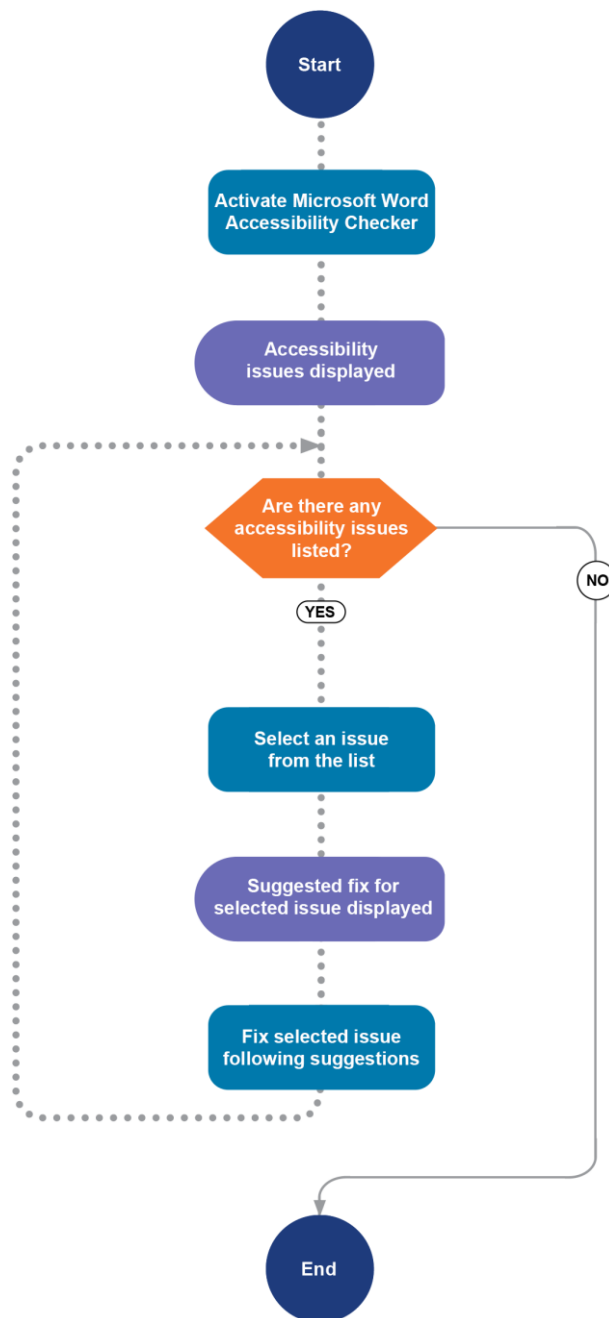 Start
Activate Microsoft Word
Accessibility Checker
Accessibility
issues displayed
Are there any
accessibility issues
listed?
NO
YES
Select an issue
from the list
Suggested fix for
selected issue displayed
Fix selected issue
following suggestions
End